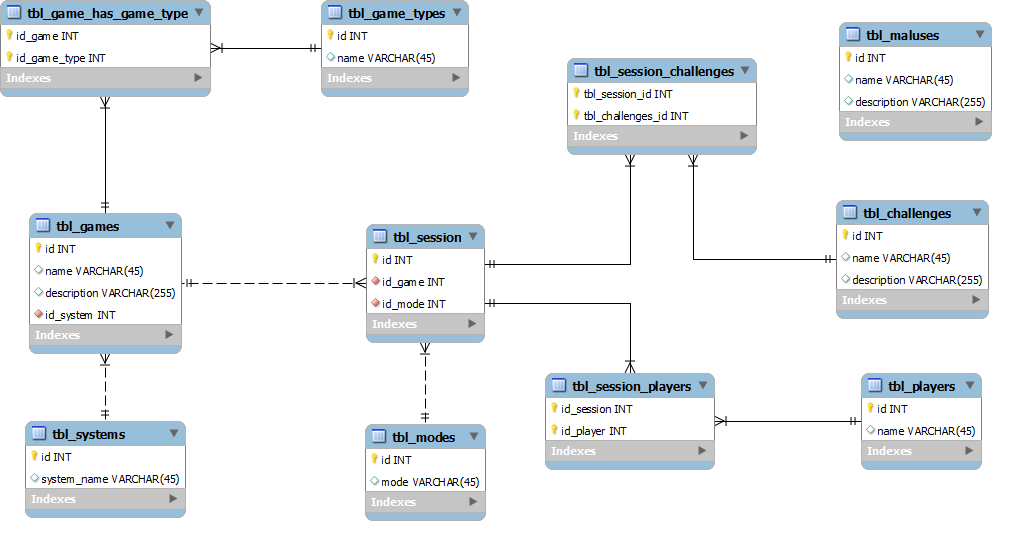 tbl_game_has_game_type
id_game INT
id_game_type INT
Indexes
tbl_game_types
id INT
name VARCHAR(45)
Indexes
tbl_session_challenges
tbl_session_id INT
tbl_challenges_id INT
Indexes
tbl_maluses
id INT
name VARCHAR(45)
description VARCHAR(255)
Indexes
tbl_games
id INT
name VARCHAR(45)
description VARCHAR(255)
id_system INT
Indexes
tbl_session
id INT
id_game INT
id_mode INT
Indexes
tbl_challenges
id INT
name VARCHAR(45)
description VARCHAR(255)
Indexes
tbl_systems
id INT
system_name VARCHAR(45)
Indexes
tbl_modes
id INT
mode VARCHAR(45)
Indexes
tbl_session_players
id_session INT
id_player INT
Indexes
tbl_players
id INT
name VARCHAR(45)
Indexes